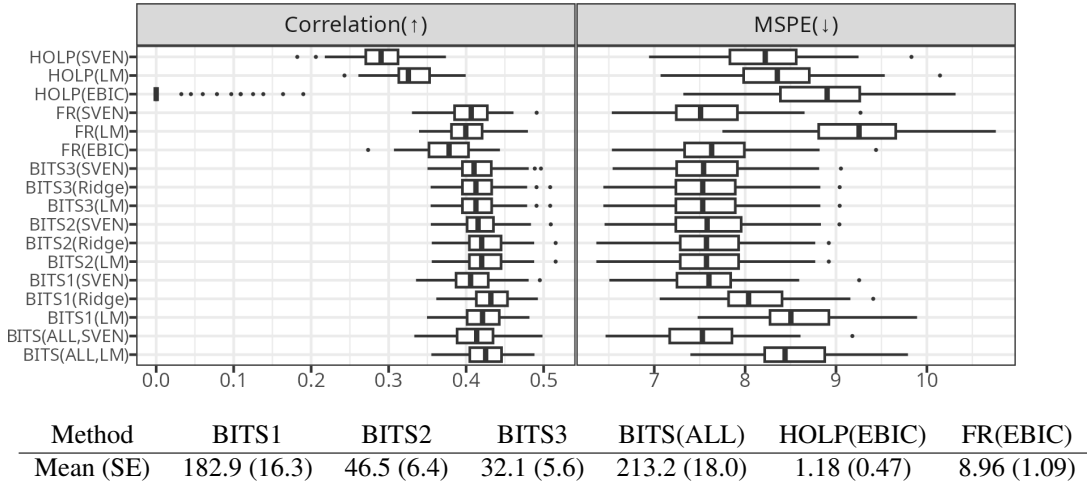 Correlation(↑) MSPE(↓)
HOLP(SVEN)
HOLP(LM)
HOLP(EBIC)
FR(SVEN)
FR(LM)
FR(EBIC)
BITS3(SVEN)
BITS3(Ridge)
BITS3(LM)
BITS2(SVEN)
BITS2(Ridge)
BITS2(LM)
BITS1(SVEN)
BITS1(Ridge)
BITS1(LM)
BITS(ALL,SVEN)
BITS(ALL,LM)
0.0 0.1 0.2 0.3 0.4 0.5 7 8 9 10
Method BITS1 BITS2 BITS3 BITS(ALL) HOLP(EBIC) FR(EBIC)
Mean (SE) 182.9 (16.3) 46.5 (6.4) 32.1 (5.6) 213.2 (18.0) 1.18 (0.47) 8.96 (1.09)